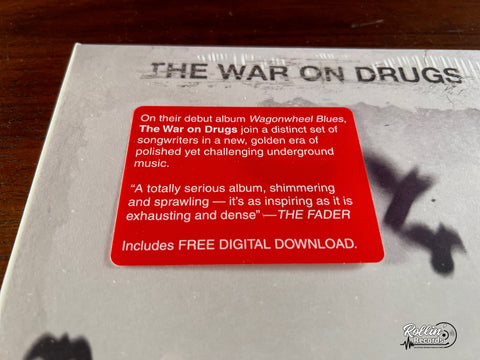 THE WAR ON DRUGS
On their debut album Wagonwheel Blues,
The War on Drugs join a distinct set of
songwriters in a new, golden era of
polished yet challenging underground
music.
“A totally serious album, shimmering
and sprawling — it’s as inspiring as it is
exhausting and dense” — THE FADER
Includes FREE DIGITAL DOWNLOAD.
Rollin'
Records